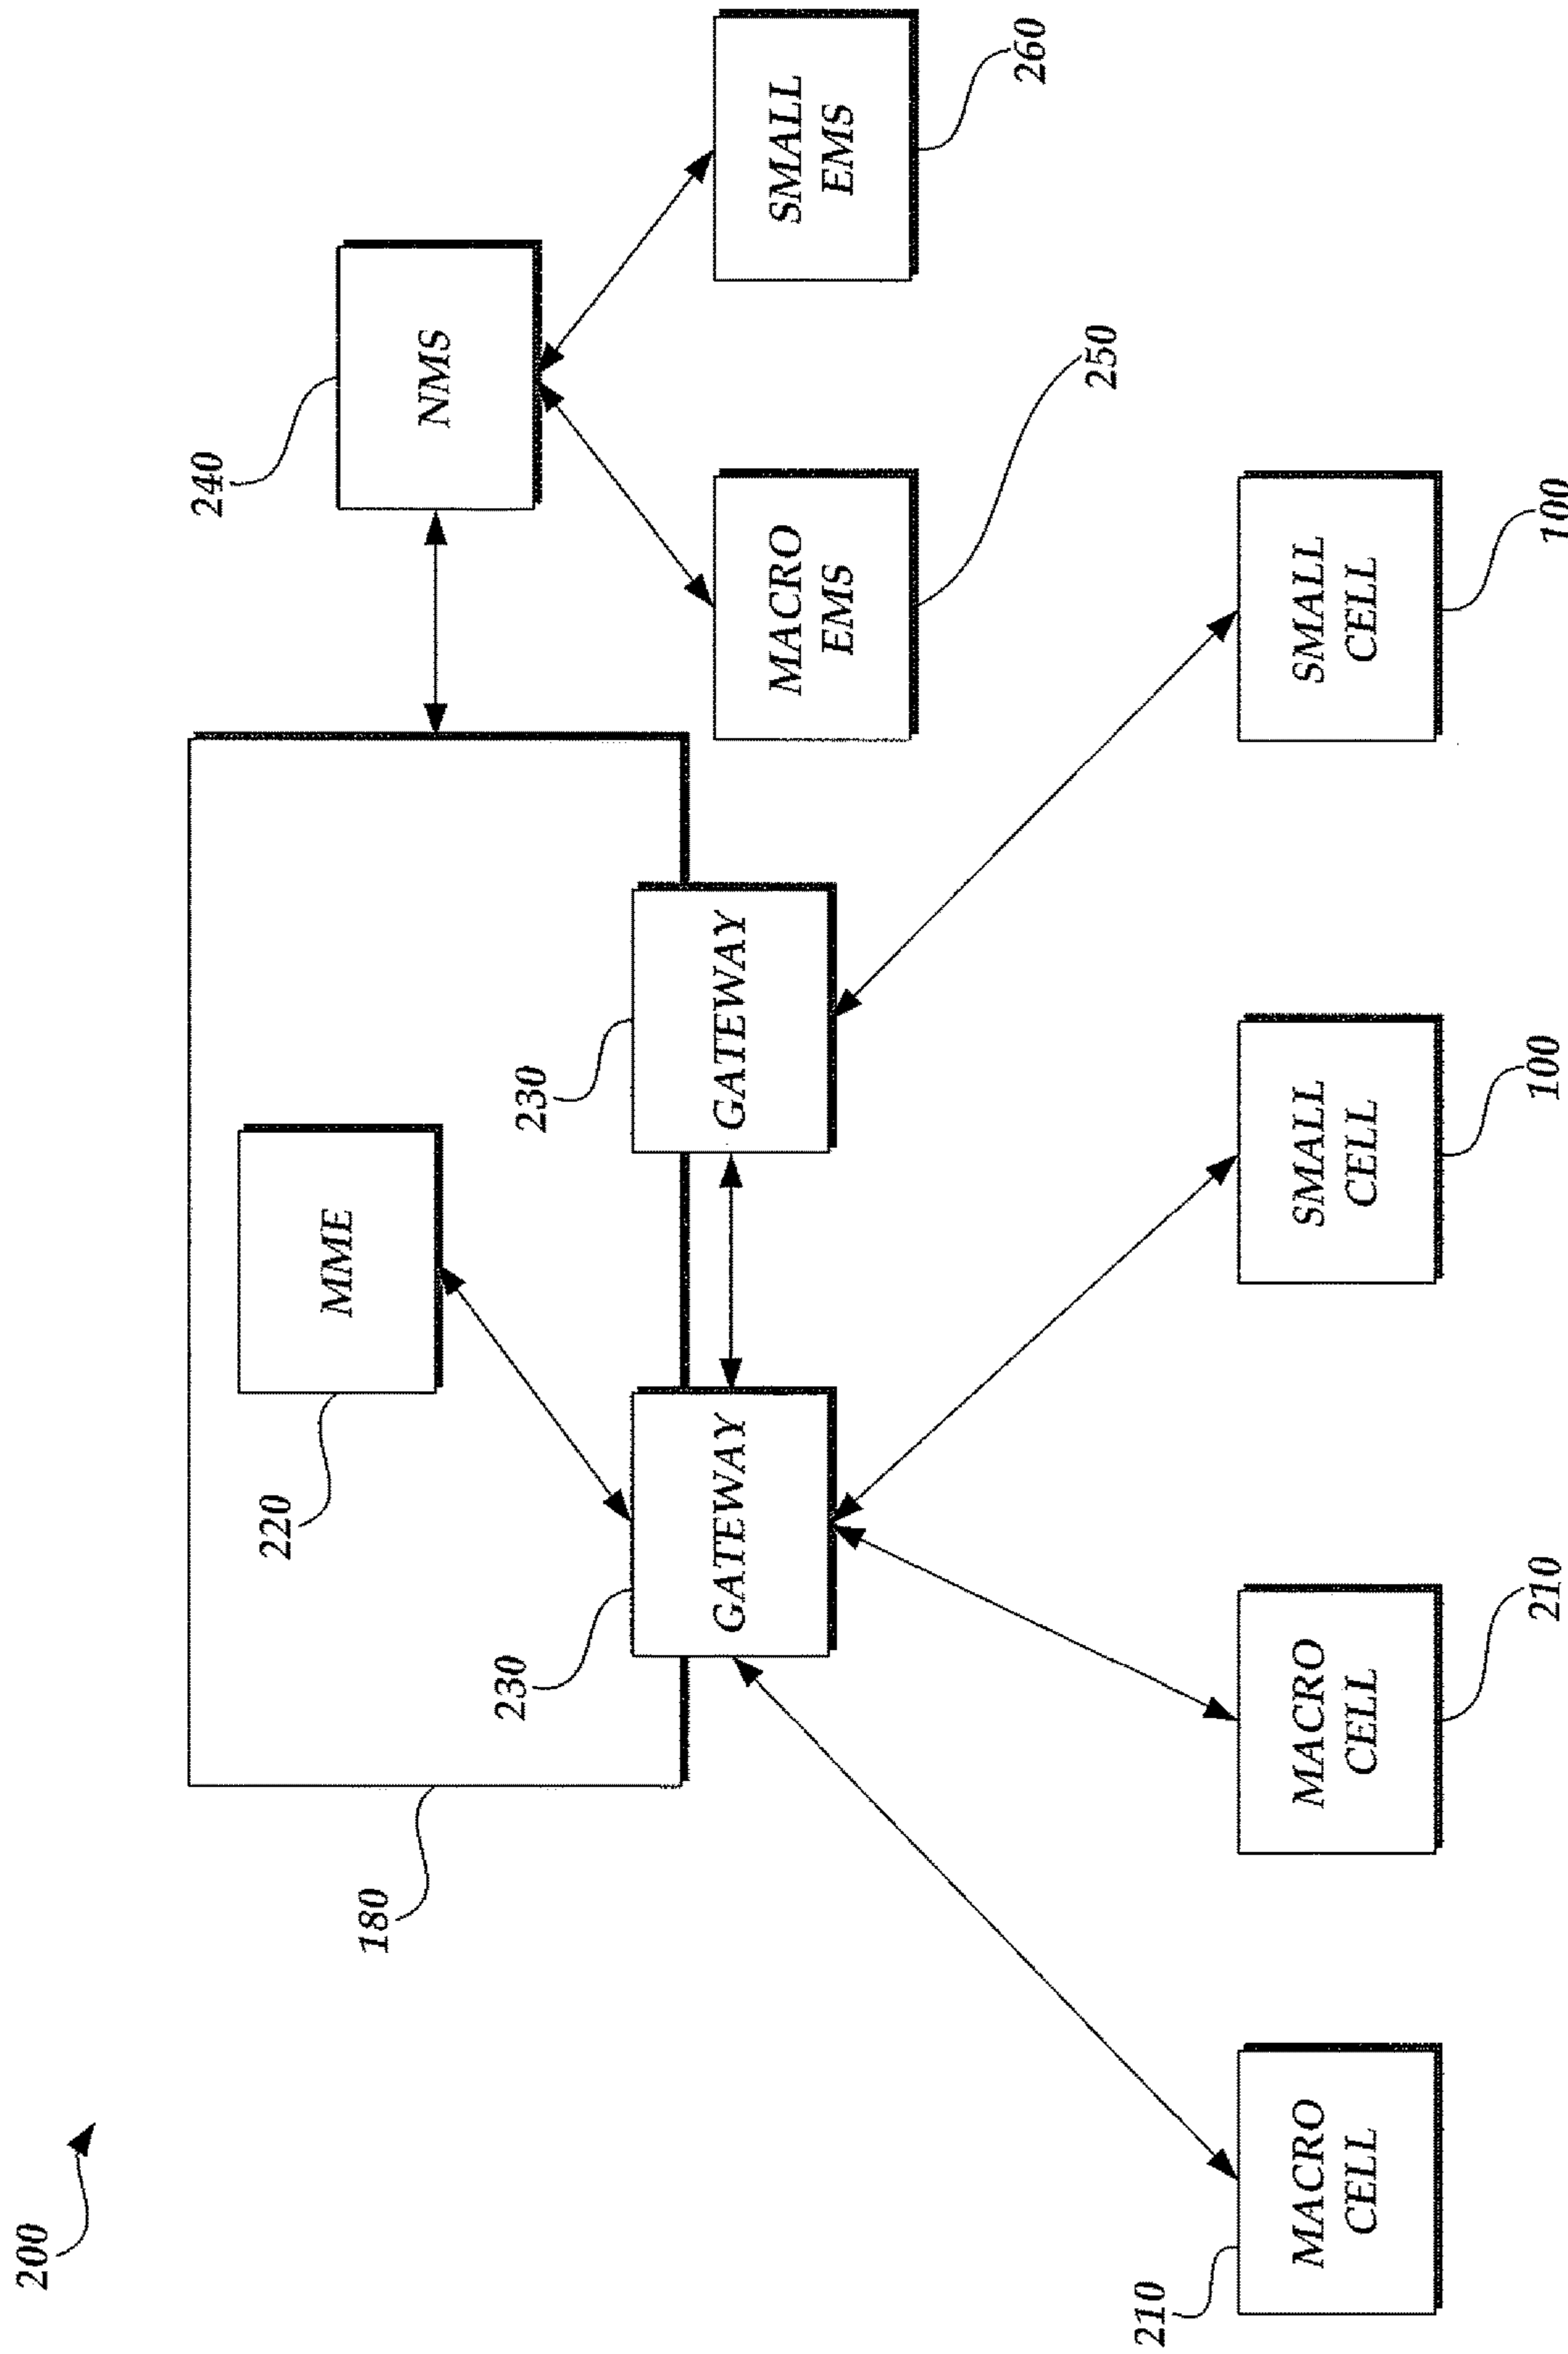 200
180
220
MME
230
GATEWAY
230
GATEWAY
240
NMS
MACRO
EMS
250
SMALL
EMS
260
210
MACRO
CELL
MACRO
CELL
210
SMALL
CELL
100
SMALL
CELL
100